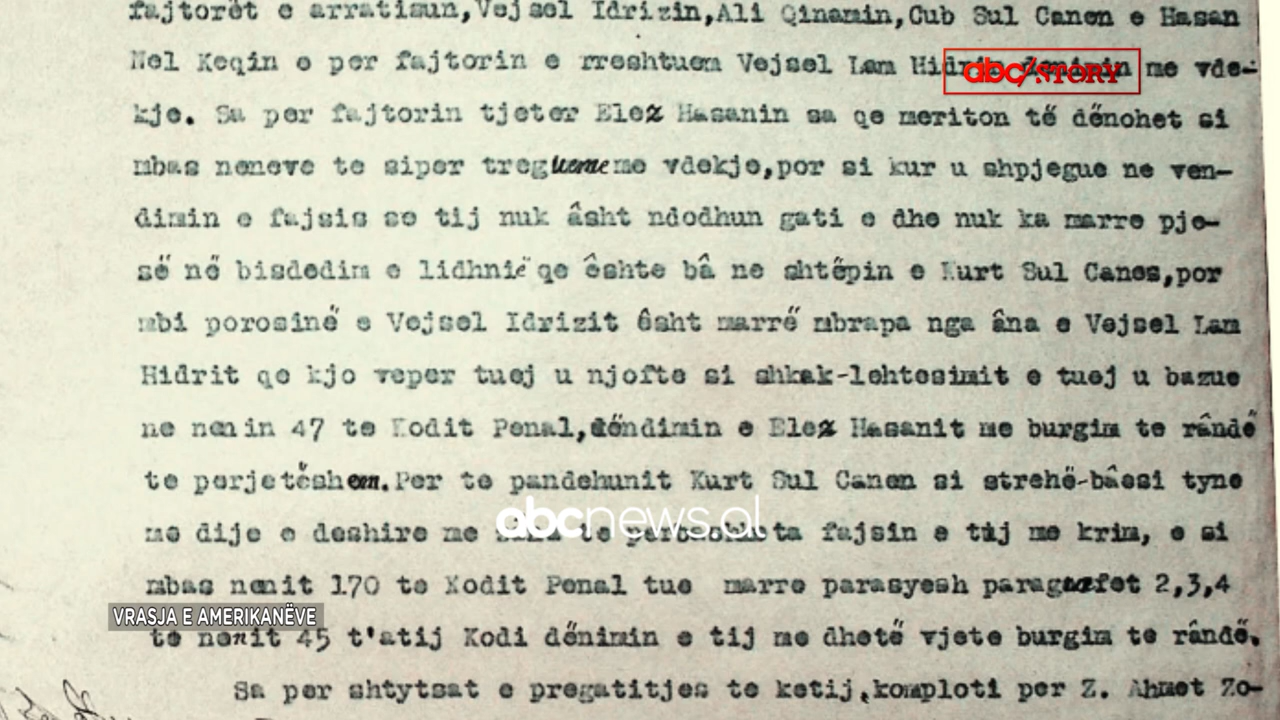 fajtorët e arratisun,Vejsel Idrizin,Ali Qinamin,Cub Sul Canen e Hasan
Nel Keqin e per fajtorin e rreshtuem Vejsel Lam Hidrin denimin me vde-
abc/STORY
kje. Sa per fajtorin tjeter Elez Hasanin sa qe meriton të dënohet si
mbas neneve te siper tregueme me vdekje,por si kur u shpjegue ne ven-
dimin e fajsis se tij nuk âsht ndodhun gati e dhe nuk ka marre pje-
së në bisdedim e lidhnië qe êshte bâ ne shtëpin e Kurt Sul Canes,por
mbi porosinë e Vejsel Idrizit êsht marrë mbrapa nga âna e Vejsel Lam
Hidrit qe kjo veper tuej u njofte si shkak-lehtesimit e tuej u bazue
ne nenin 47 te Kodit Penal,dëndimin e Elez Hasanit me burgim te rândë
te perjetëshem.Per te pandehunit Kurt Sul Canen si strehë-bâesi tyne
me dije e deshire me te fajsin e tij me krim, e si
abcnews.al
mbas nenit 170 te Kodit Penal tue marre parasyesh paragrafet 2,3,4
VRASJA E AMERIKANËVE
te nenit 45 t'atij Kodi dënimin e tij me dhetë vjete burgim te rândë.
Sa per shtytsat e pregatitjes te ketij,komploti per Z. Ahmet Zo-